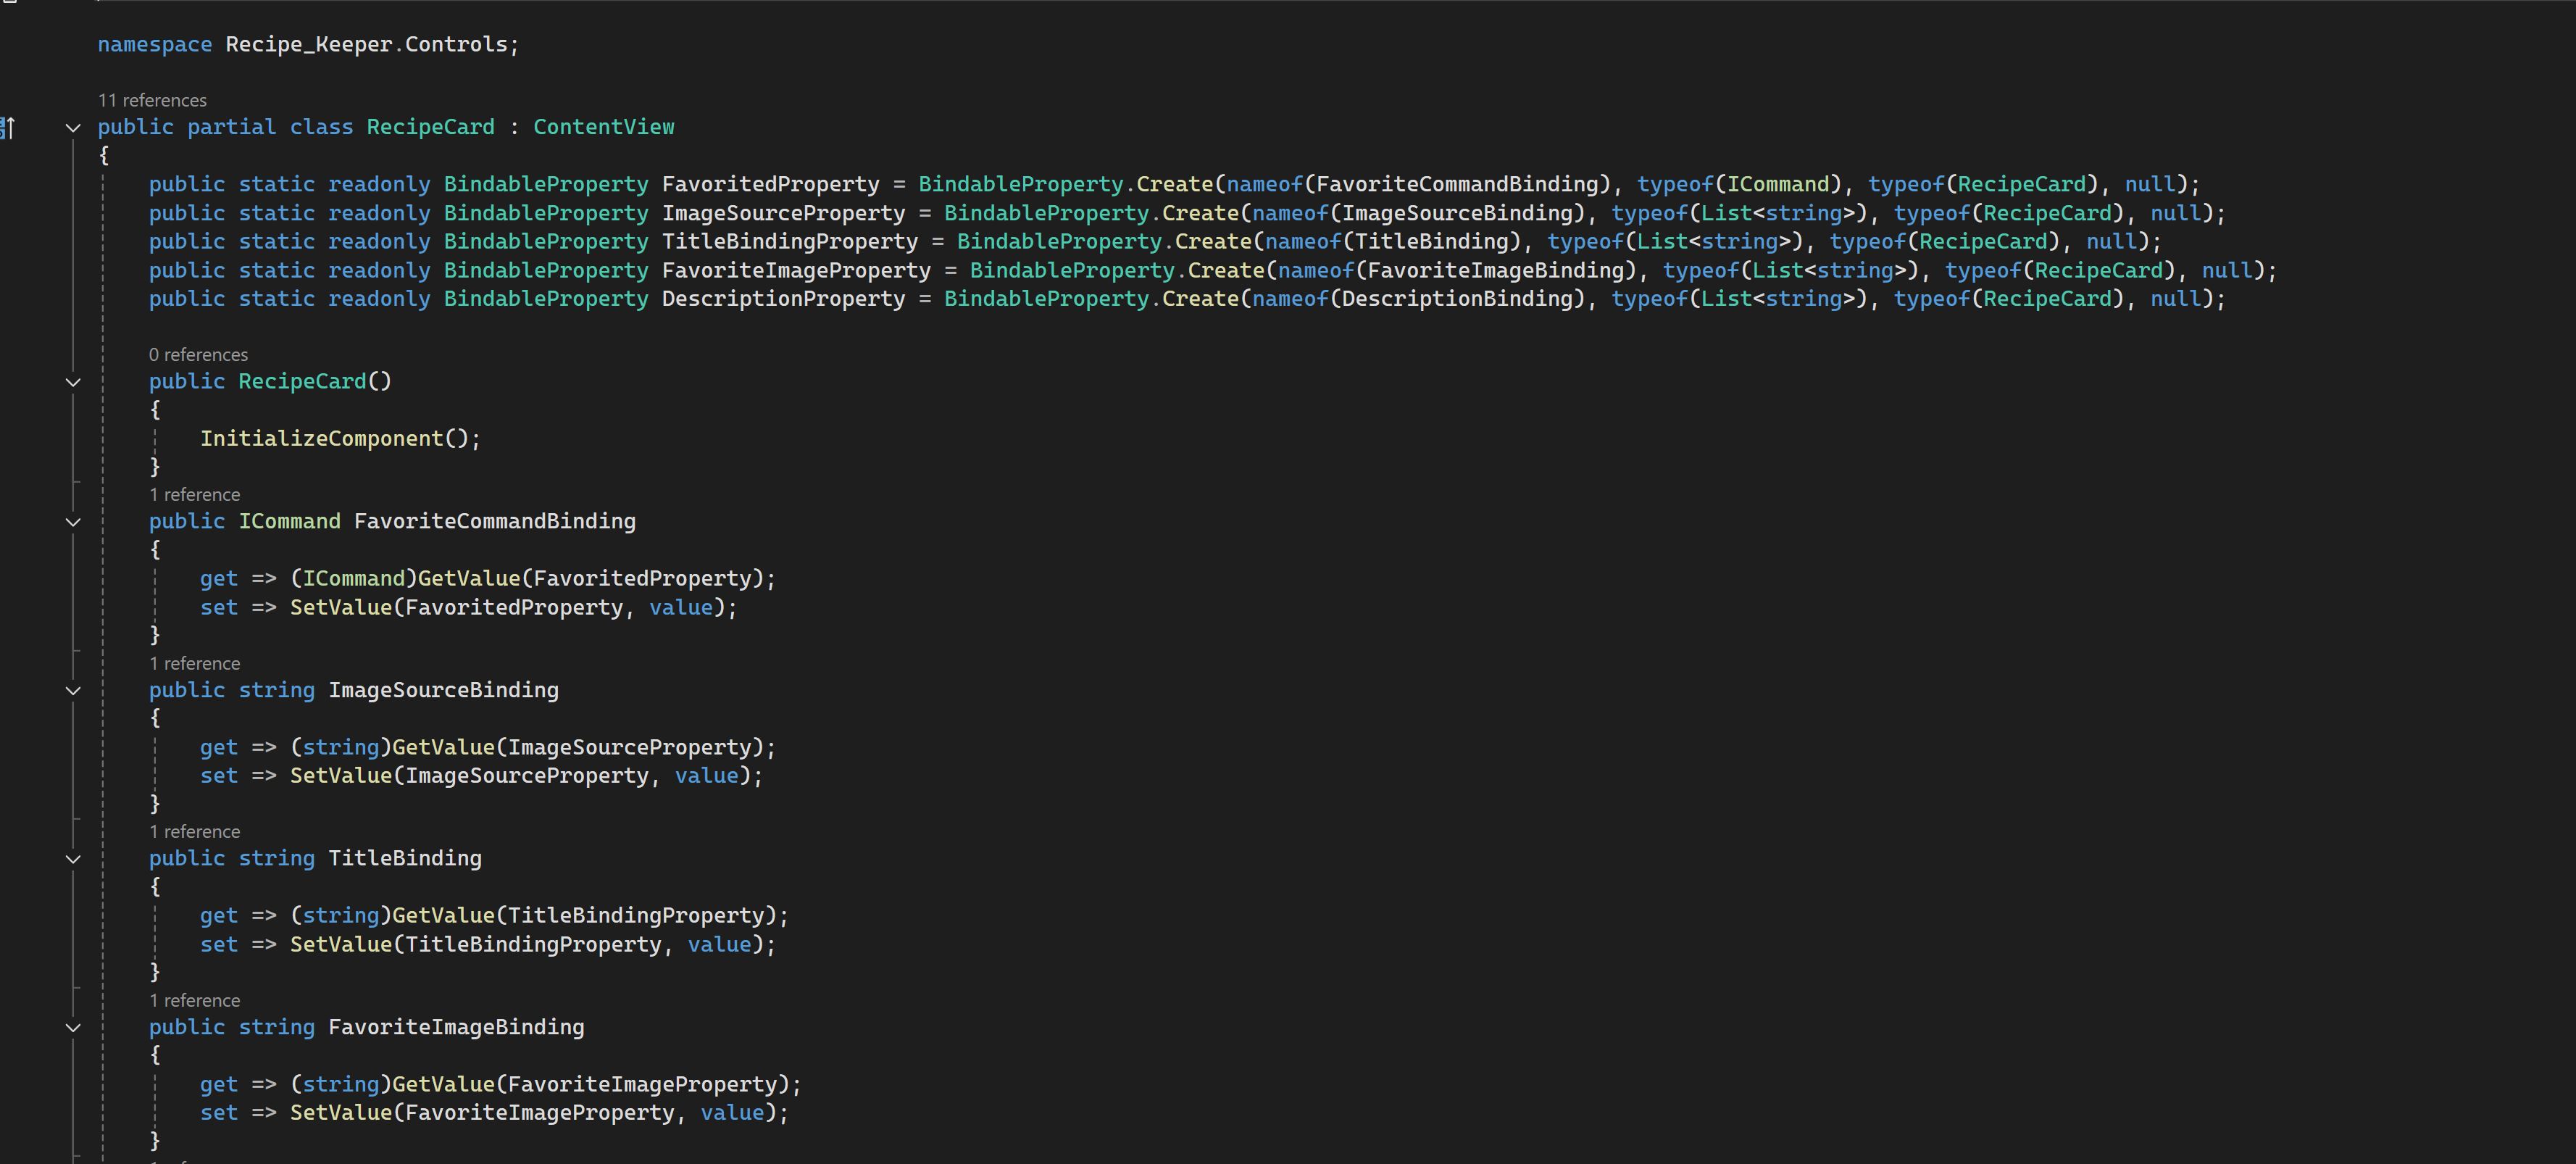 namespace Recipe_Keeper.Controls;
11 references
public partial class RecipeCard : ContentView
{
public static readonly BindableProperty FavoritedProperty = BindableProperty.Create(nameof(FavoriteCommandBinding), typeof(ICommand), typeof(RecipeCard), null);
public static readonly BindableProperty ImageSourceProperty = BindableProperty.Create(nameof(ImageSourceBinding), typeof(List<string>), typeof(RecipeCard), null);
public static readonly BindableProperty TitleBindingProperty = BindableProperty.Create(nameof(TitleBinding), typeof(List<string>), typeof(RecipeCard), null);
public static readonly BindableProperty FavoriteImageProperty = BindableProperty.Create(nameof(FavoriteImageBinding), typeof(List<string>), typeof(RecipeCard), null);
public static readonly BindableProperty DescriptionProperty = BindableProperty.Create(nameof(DescriptionBinding), typeof(List<string>), typeof(RecipeCard), null);
0 references
public RecipeCard()
{
InitializeComponent();
}
1 reference
public ICommand FavoriteCommandBinding
{
get => (ICommand)GetValue(FavoritedProperty);
set => SetValue(FavoritedProperty, value);
}
1 reference
public string ImageSourceBinding
{
get => (string)GetValue(ImageSourceProperty);
set => SetValue(ImageSourceProperty, value);
}
1 reference
public string TitleBinding
{
get => (string)GetValue(TitleBindingProperty);
set => SetValue(TitleBindingProperty, value);
}
1 reference
public string FavoriteImageBinding
{
get => (string)GetValue(FavoriteImageProperty);
set => SetValue(FavoriteImageProperty, value);
}